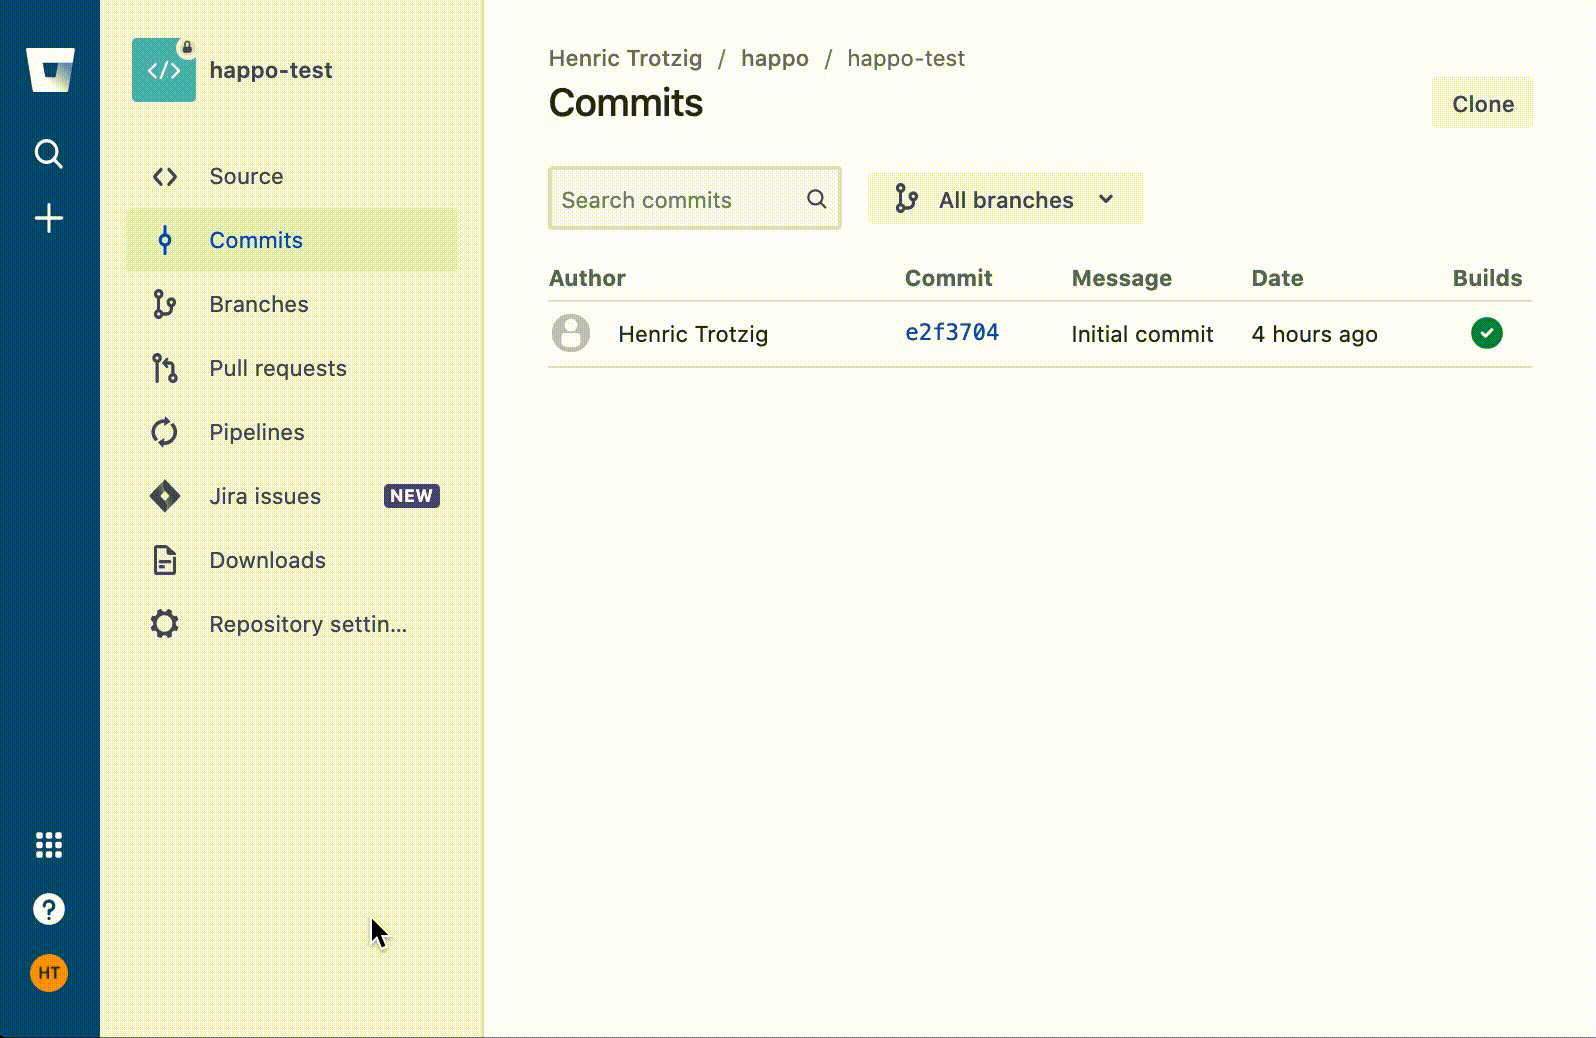 happo-test
Source
Commits
Branches
Pull requests
Pipelines
Jira issues NEW
Downloads
Repository settin...
HT
Henric Trotzig / happo / happo-test
Commits
Clone
Search commits
All branches
Author Commit Message Date Builds
Henric Trotzig e2f3704 Initial commit 4 hours ago